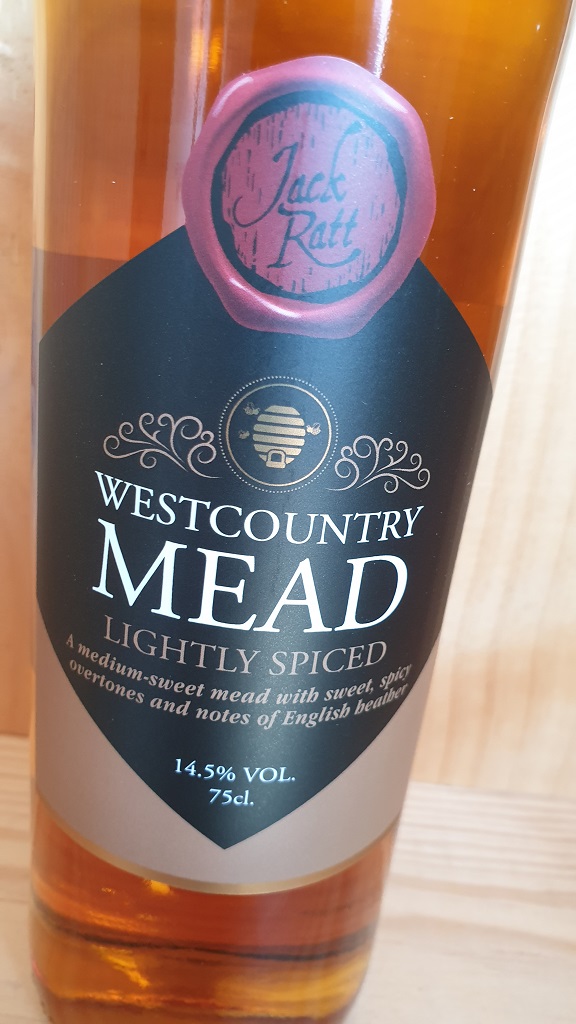 Jack
Ratt
WESTCOUNTRY
MEAD
LIGHTLY SPICED
A medium-sweet mead with sweet, spicy
overtones and notes of English heather
14.5% VOL.
75cl.